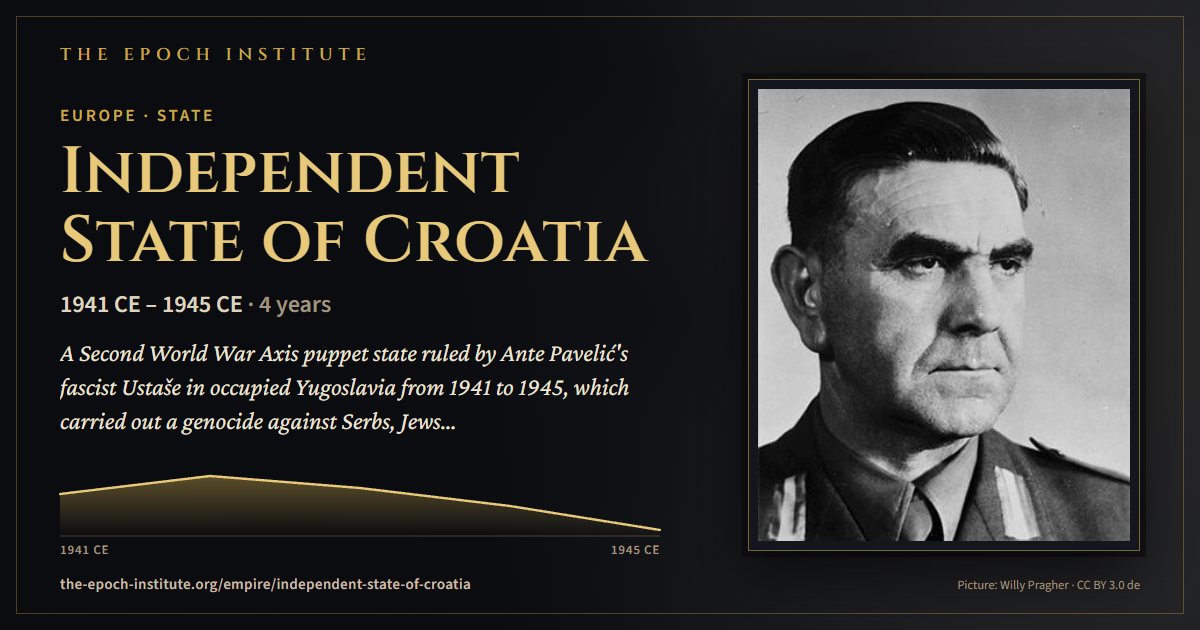 THE EPOCH INSTITUTE
EUROPE · STATE
INDEPENDENT
STATE OF CROATIA
1941 CE – 1945 CE · 4 years
A Second World War Axis puppet state ruled by Ante Pavelić's
fascist Ustaše in occupied Yugoslavia from 1941 to 1945, which
carried out a genocide against Serbs, Jews...
1941 CE
1945 CE
the-epoch-institute.org/empire/independent-state-of-croatia
Picture: Willy Pragher · CC BY 3.0 de